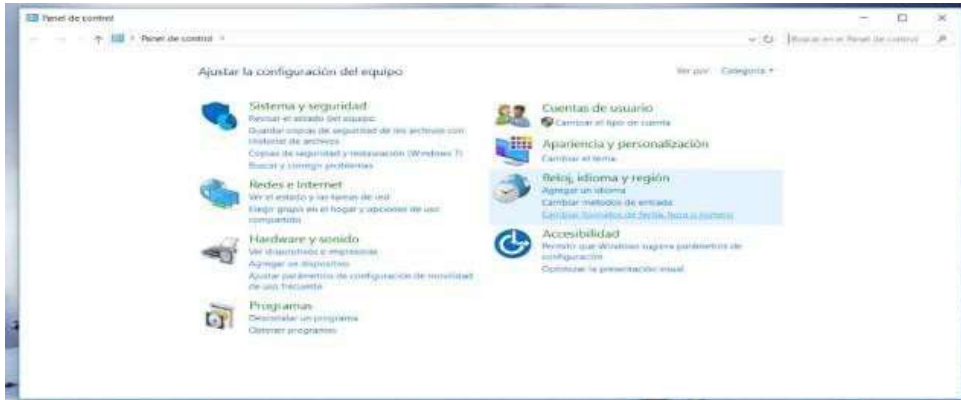 Panel de control
Panel de control
Buscar en el Panel de control
Ajustar la configuración del equipo
Ver por: Categoría
Sistema y seguridad
Revisar el estado del equipo
Guardar copias de seguridad de los archivos con
historial de archivos
Copias de seguridad y restauración (Windows 7)
Buscar y corregir problemas
Redes e Internet
Ver el estado y las tareas de red
Elegir grupo en el hogar y opciones de uso
compartido
Hardware y sonido
Ver dispositivos e impresoras
Agregar un dispositivo
Ajustar parámetros de configuración de movilidad
de uso frecuente
Programas
Desinstalar un programa
Obtener programas
Cuentas de usuario
Cambiar el tipo de cuenta
Apariencia y personalización
Cambiar el tema
Reloj, idioma y región
Agregar un idioma
Cambiar métodos de entrada
Cambiar formatos de fecha, hora o número
Accesibilidad
Permitir que Windows sugiera parámetros de
configuración
Optimizar la presentación visual